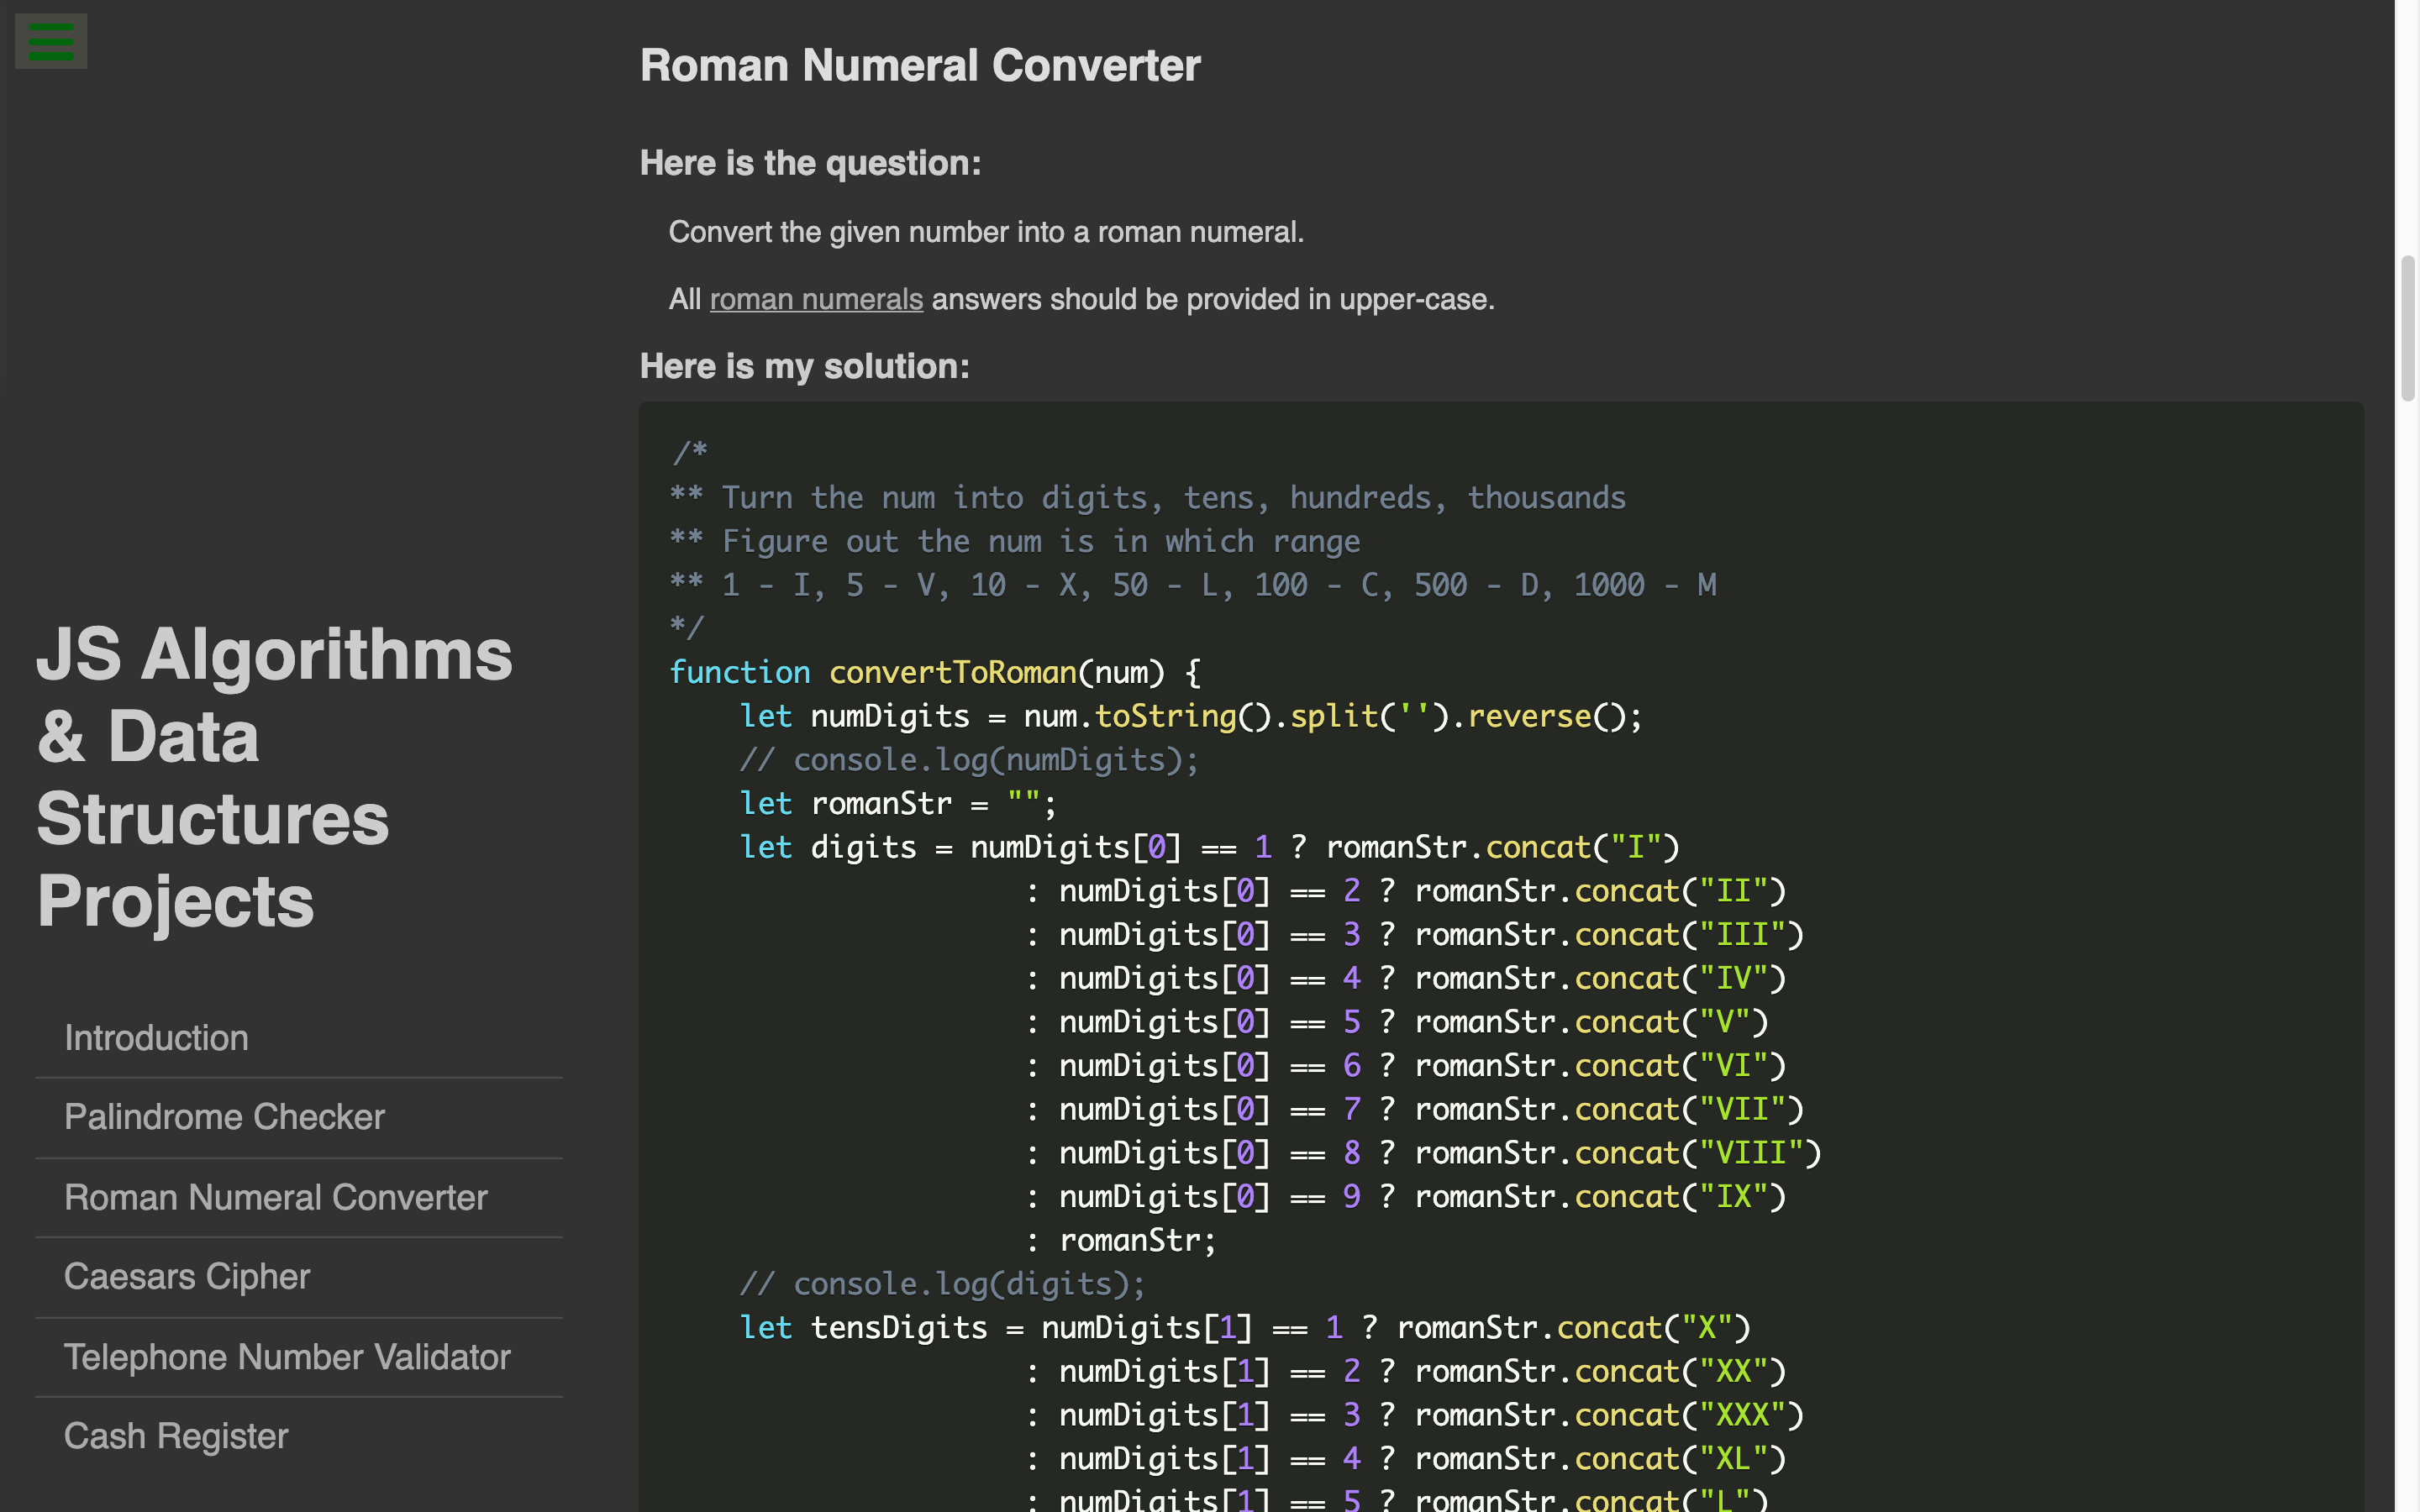 JS Algorithms
& Data
Structures
Projects
Introduction
Palindrome Checker
Roman Numeral Converter
Caesars Cipher
Telephone Number Validator
Cash Register
Roman Numeral Converter
Here is the question:
Convert the given number into a roman numeral.
All roman numerals answers should be provided in upper-case.
Here is my solution:
/*
** Turn the num into digits, tens, hundreds, thousands
** Figure out the num is in which range
** 1 - I, 5 - V, 10 - X, 50 - L, 100 - C, 500 - D, 1000 - M
*/
function convertToRoman(num) {
    let numDigits = num.toString().split('').reverse();
    // console.log(numDigits);
    let romanStr = "";
    let digits = numDigits[0] == 1 ? romanStr.concat("I")
                    : numDigits[0] == 2 ? romanStr.concat("II")
                    : numDigits[0] == 3 ? romanStr.concat("III")
                    : numDigits[0] == 4 ? romanStr.concat("IV")
                    : numDigits[0] == 5 ? romanStr.concat("V")
                    : numDigits[0] == 6 ? romanStr.concat("VI")
                    : numDigits[0] == 7 ? romanStr.concat("VII")
                    : numDigits[0] == 8 ? romanStr.concat("VIII")
                    : numDigits[0] == 9 ? romanStr.concat("IX")
                    : romanStr;
    // console.log(digits);
    let tensDigits = numDigits[1] == 1 ? romanStr.concat("X")
                    : numDigits[1] == 2 ? romanStr.concat("XX")
                    : numDigits[1] == 3 ? romanStr.concat("XXX")
                    : numDigits[1] == 4 ? romanStr.concat("XL")
                    : numDigits[1] == 5 ? romanStr.concat("L")